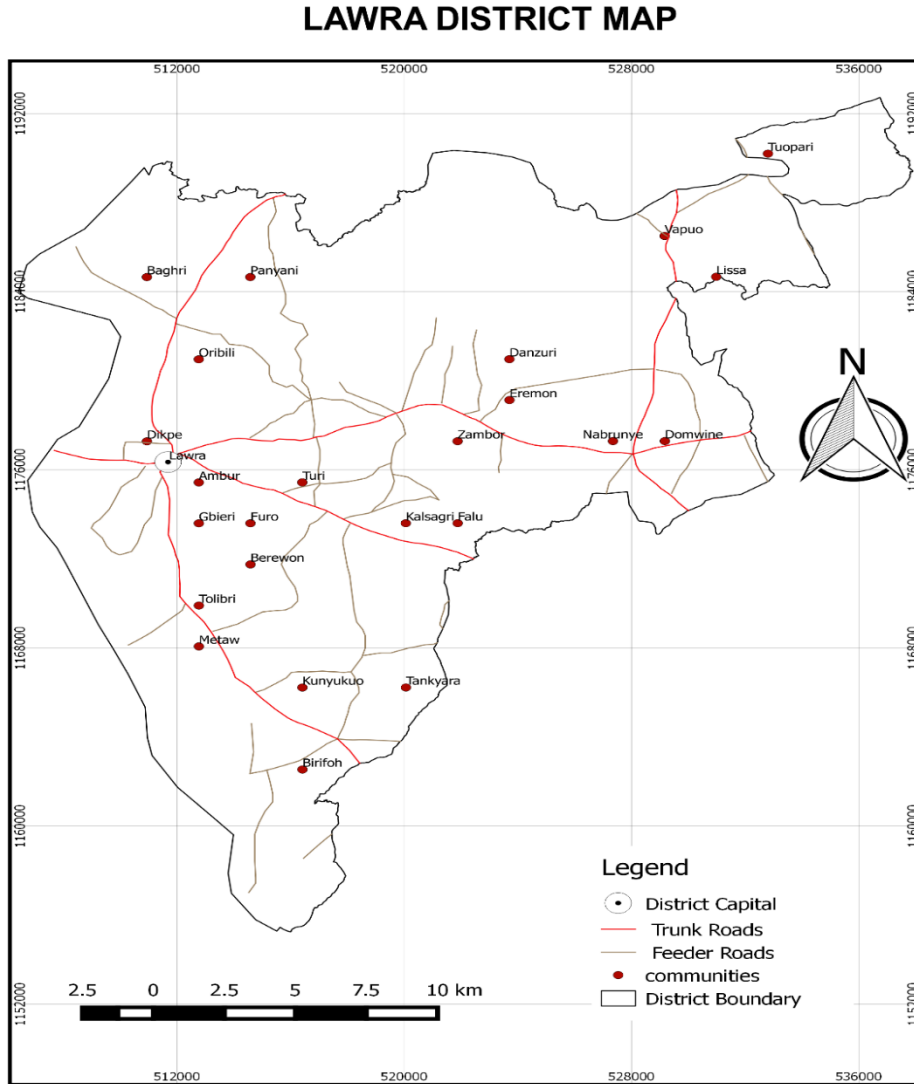 LAWRA DISTRICT MAP
512000 520000 528000 536000
1192000 1192000
Tuopari
Vapuo
Baghri Panyani Lissa
1184000 1184000
Oribili Danzuri
Eremon
N
Dikpe Zambor Nabrunye Domwine
Lawra
1176000 1176000
Ambur Turi
Gbieri Furo Kalsagri Falu
Berewon
Tolibri
Metaw
1168000 1168000
Kunyukuo Tankyara
Birifoh
1160000 1160000
Legend
District Capital
Trunk Roads
Feeder Roads
communities
District Boundary
2.5 0 2.5 5 7.5 10 km
1152000 1152000
512000 520000 528000 536000